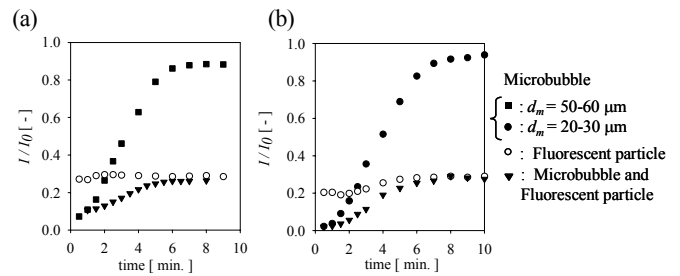 (a)
1.0
0.8
0.6
0.4
0.2
0.0
I / I0 [ - ]
0 2 4 6 8 10
time [ min. ]
(b)
1.0
0.8
0.6
0.4
0.2
0.0
I / I0 [ - ]
0 2 4 6 8 10
time [ min. ]
Microbubble
■ : dm = 50-60 μm
● : dm = 20-30 μm
○ : Fluorescent particle
▼ : Microbubble and
Fluorescent particle